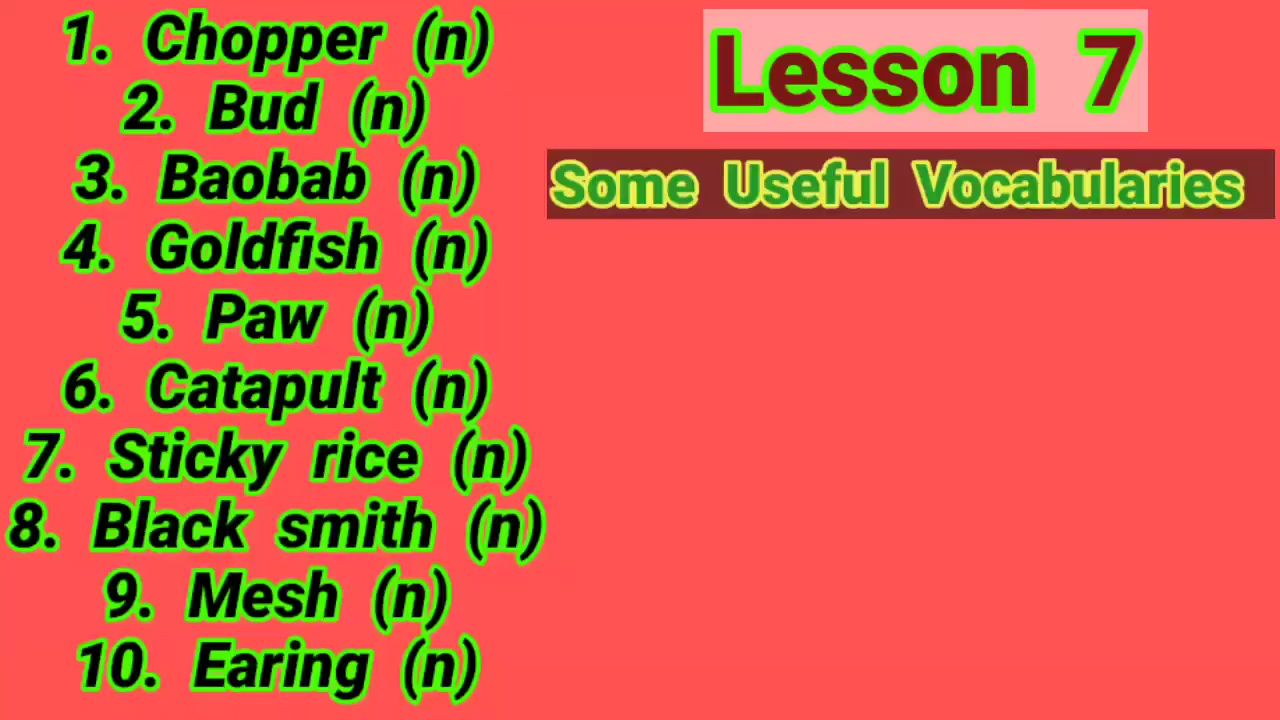 1. Chopper (n)
2. Bud (n)
3. Baobab (n)
4. Goldfish (n)
5. Paw (n)
6. Catapult (n)
7. Sticky rice (n)
8. Black smith (n)
9. Mesh (n)
10. Earing (n)
Lesson 7
Some Useful Vocabularies